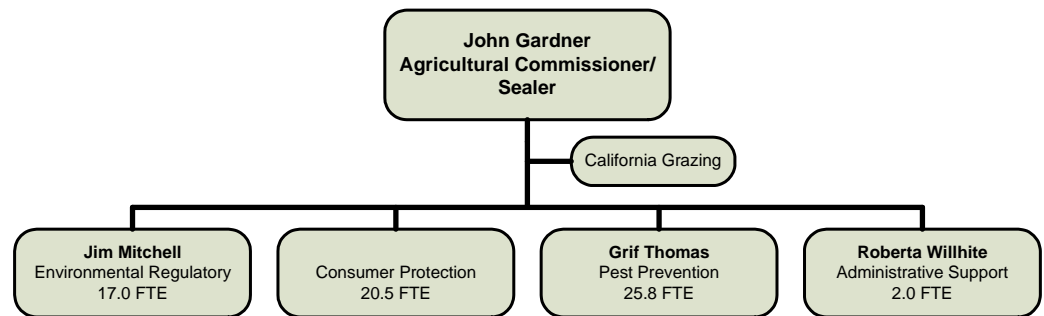 John Gardner
Agricultural Commissioner/
Sealer
California Grazing
Jim Mitchell
Environmental Regulatory
17.0 FTE
Consumer Protection
20.5 FTE
Grif Thomas
Pest Prevention
25.8 FTE
Roberta Willhite
Administrative Support
2.0 FTE